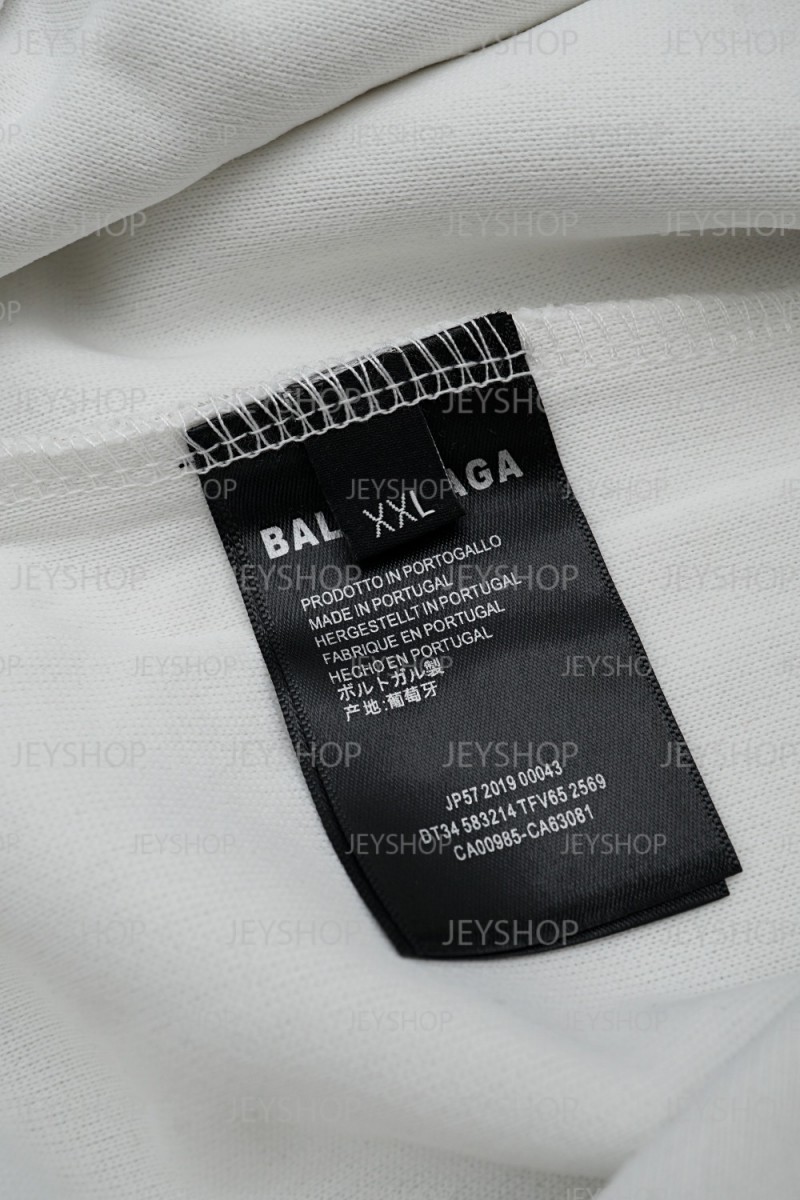 BAL AGA
XXL
PRODOTTO IN PORTOGALLO
MADE IN PORTUGAL
HERGESTELLT IN PORTUGAL
FABRIQUE EN PORTUGAL
HECHO EN PORTUGAL
ポルトガル製
产地:葡萄牙
JP57 2019 00043
DT34 583214 TFV65 2569
CA00985-CA63081
JEYSHOP